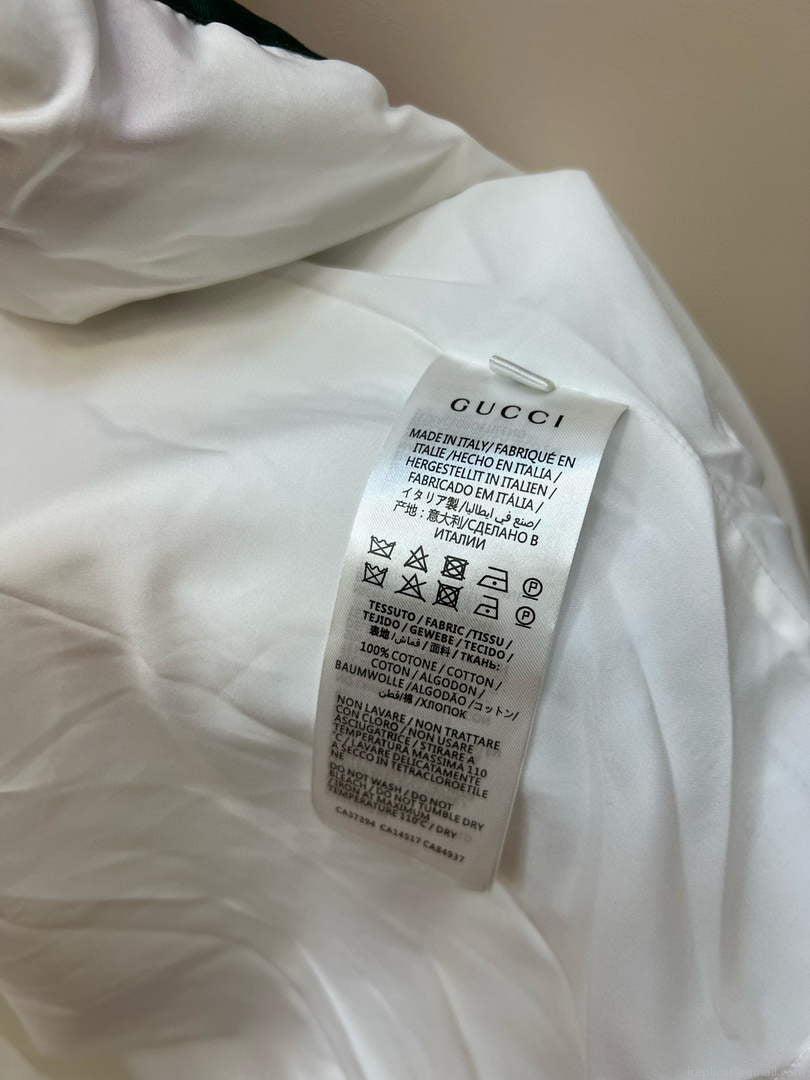 GUCCI
MADE IN ITALY/ FABRIQUÉ EN
ITALIE /HECHO EN ITALIA /
HERGESTELLIT IN ITALIEN /
FABRICADO EM ITÁLIA /
イタリア製 /صنع في ايطاليا/
产地：意大利/СДЕЛАНО В
ИТАЛИИ
P
P
TESSUTO / FABRIC /TISSU /
TEJIDO / GEWEBE / TECIDO /
表地 /قماش/ 面料 / ТКАНЬ:
100% COTONE / COTTON /
COTON / ALGODON /
BAUMWOLLE /ALGODÃO /コットン/
قطن/棉 /ХЛОПОК
NON LAVARE / NON TRATTARE
CON CLORO / NON USARE
ASCIUGATRICE / STIRARE A
TEMPERATURA MASSIMA 110
°C / LAVARE DELICATAMENTE
A SECCO IN TETRACLOROETILE
NE
DO NOT WASH / DO NOT
BLEACH / DO NOT TUMBLE DRY
/ IRON AT MAXIMUM
TEMPERATURE 110°C / DRY
CA37394 CA14517 CA84937